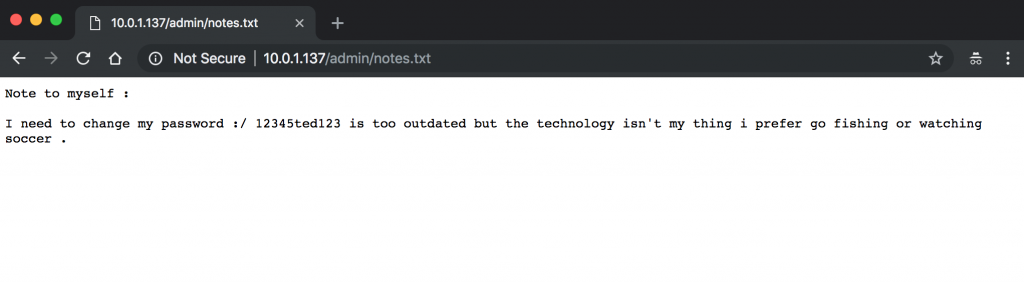 10.0.1.137/admin/notes.txt
Not Secure | 10.0.1.137/admin/notes.txt
Note to myself :
I need to change my password :/ 12345ted123 is too outdated but the technology isn't my thing i prefer go fishing or watching
soccer .